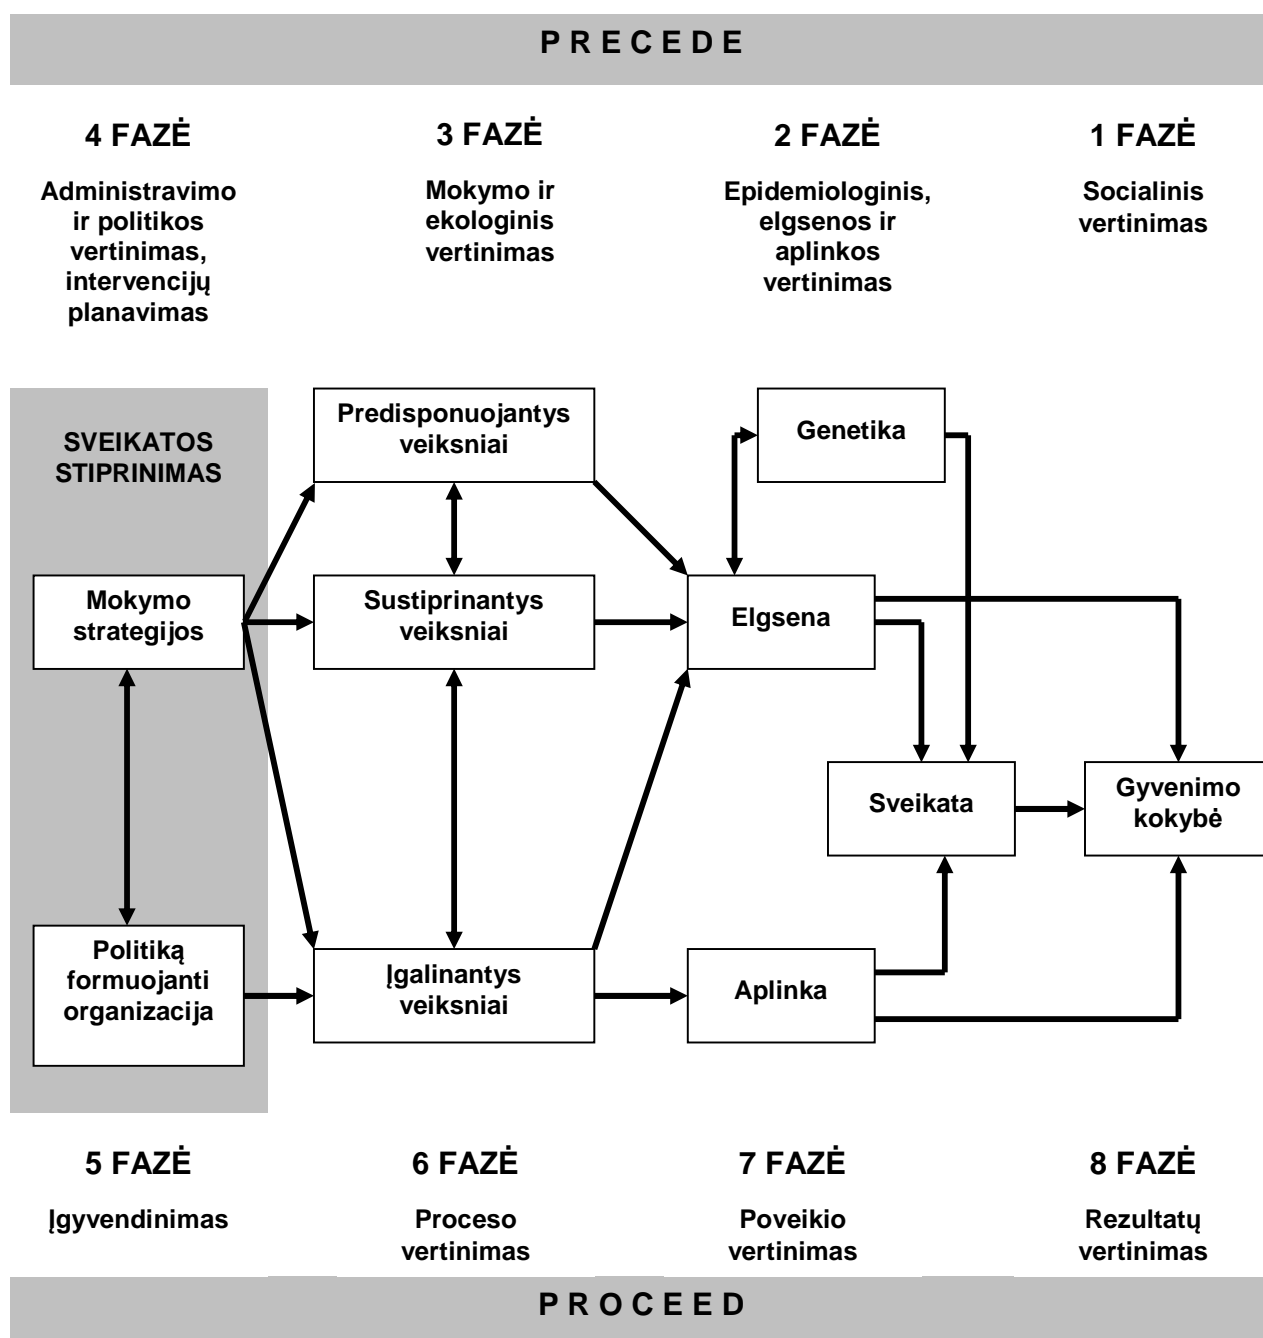 P R E C E D E
4 FAZĖ
Administravimo
ir politikos
vertinimas,
intervencijų
planavimas
3 FAZĖ
Mokymo ir
ekologinis
vertinimas
2 FAZĖ
Epidemiologinis,
elgsenos ir
aplinkos
vertinimas
1 FAZĖ
Socialinis
vertinimas
SVEIKATOS
STIPRINIMAS
Predisponuojantys
veiksniai
Genetika
Mokymo
strategijos
Sustiprinantys
veiksniai
Elgsena
Sveikata
Gyvenimo
kokybė
Politiką
formuojanti
organizacija
Įgalinantys
veiksniai
Aplinka
5 FAZĖ
Įgyvendinimas
6 FAZĖ
Proceso
vertinimas
7 FAZĖ
Poveikio
vertinimas
8 FAZĖ
Rezultatų
vertinimas
P R O C E E D